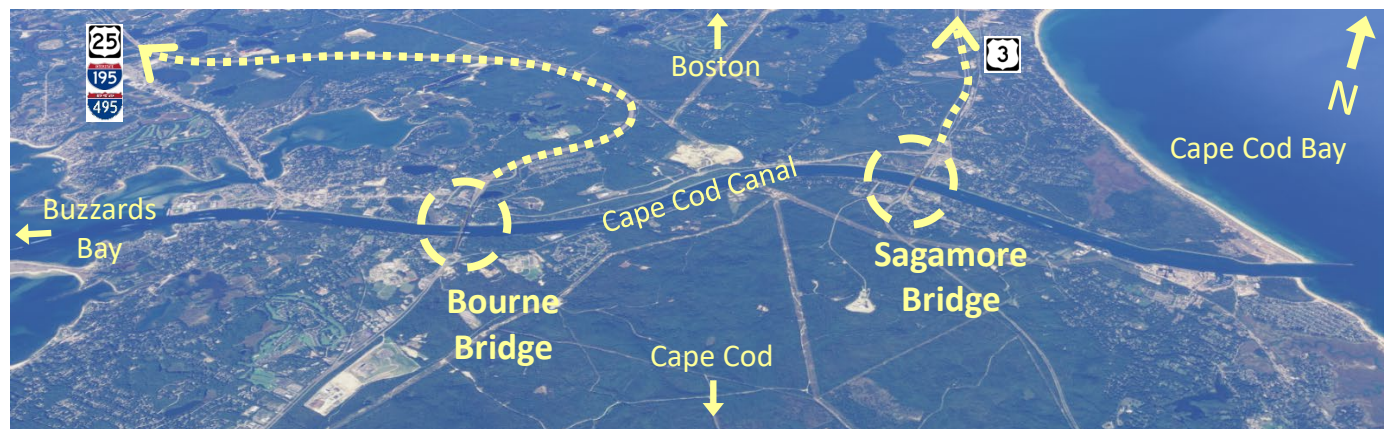 25
195
495
Boston
3
N
Cape Cod Bay
Cape Cod Canal
Buzzards
Bay
Sagamore
Bridge
Bourne
Bridge
Cape Cod